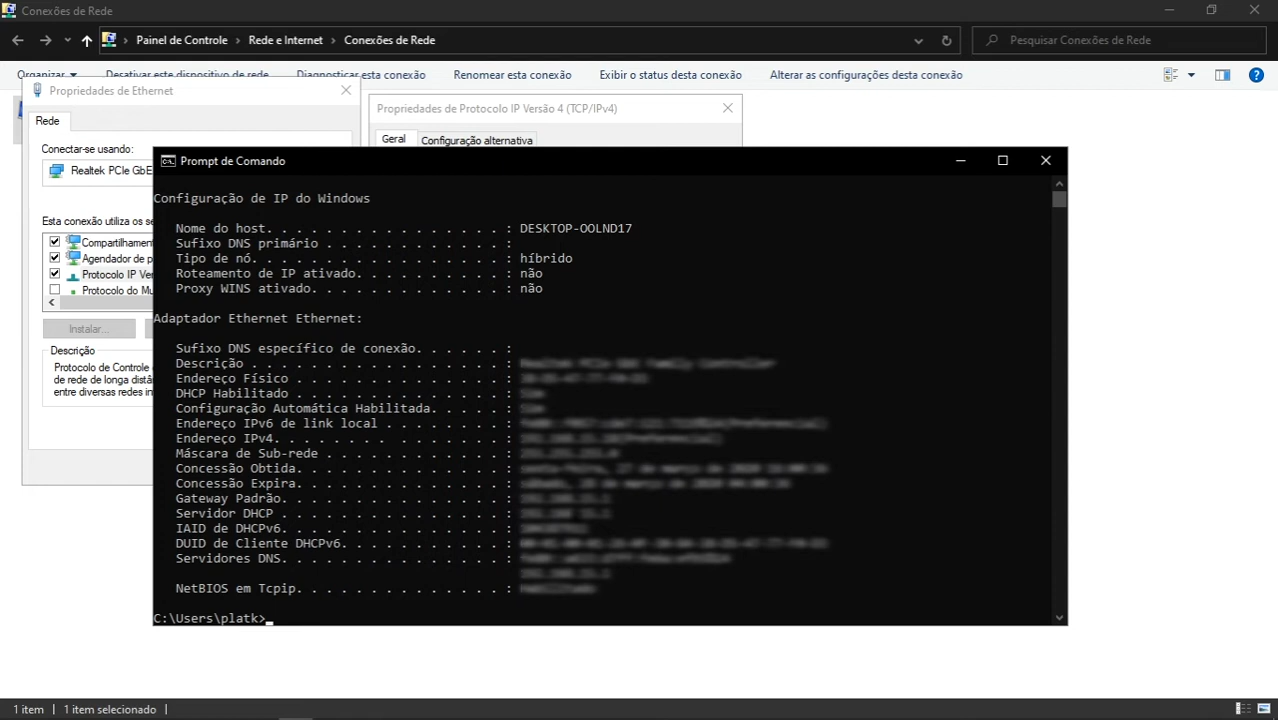 Conexões de Rede
Painel de Controle
Rede e Internet
Conexões de Rede
Pesquisar Conexões de Rede
Organizar
Desativar este dispositivo de rede
Diagnosticar esta conexão
Renomear esta conexão
Exibir o status desta conexão
Alterar as configurações desta conexão
Propriedades de Ethernet
Rede
Conectar-se usando:
Realtek PCIe GbE
Esta conexão utiliza os se
Compartilhament
Agendador de p
Protocolo IP Ver
Protocolo do Mu
Instalar...
Descrição
Protocolo de Controle
de rede de longa distâ
entre diversas redes in
Propriedades de Protocolo IP Versão 4 (TCP/IPv4)
Geral
Configuração alternativa
Prompt de Comando
Configuração de IP do Windows
Nome do host. . . . . . . . . . . . . . . . : DESKTOP-OOLND17
Sufixo DNS primário . . . . . . . . . . . . :
Tipo de nó. . . . . . . . . . . . . . . . . : híbrido
Roteamento de IP ativado. . . . . . . . . . : não
Proxy WINS ativado. . . . . . . . . . . . . : não
Adaptador Ethernet Ethernet:
Sufixo DNS específico de conexão. . . . . . :
Descrição . . . . . . . . . . . . . . . . . :
Endereço Físico . . . . . . . . . . . . . . :
DHCP Habilitado . . . . . . . . . . . . . . :
Configuração Automática Habilitada. . . . . :
Endereço IPv6 de link local . . . . . . . . :
Endereço IPv4. . . . . . . . . . . . . . . :
Máscara de Sub-rede . . . . . . . . . . . . :
Concessão Obtida. . . . . . . . . . . . . . :
Concessão Expira. . . . . . . . . . . . . . :
Gateway Padrão. . . . . . . . . . . . . . . :
Servidor DHCP . . . . . . . . . . . . . . . :
IAID de DHCPv6. . . . . . . . . . . . . . . :
DUID de Cliente DHCPv6. . . . . . . . . . . :
Servidores DNS. . . . . . . . . . . . . . . :
NetBIOS em Tcpip. . . . . . . . . . . . . . :
C:\Users\platk>
1 item
1 item selecionado